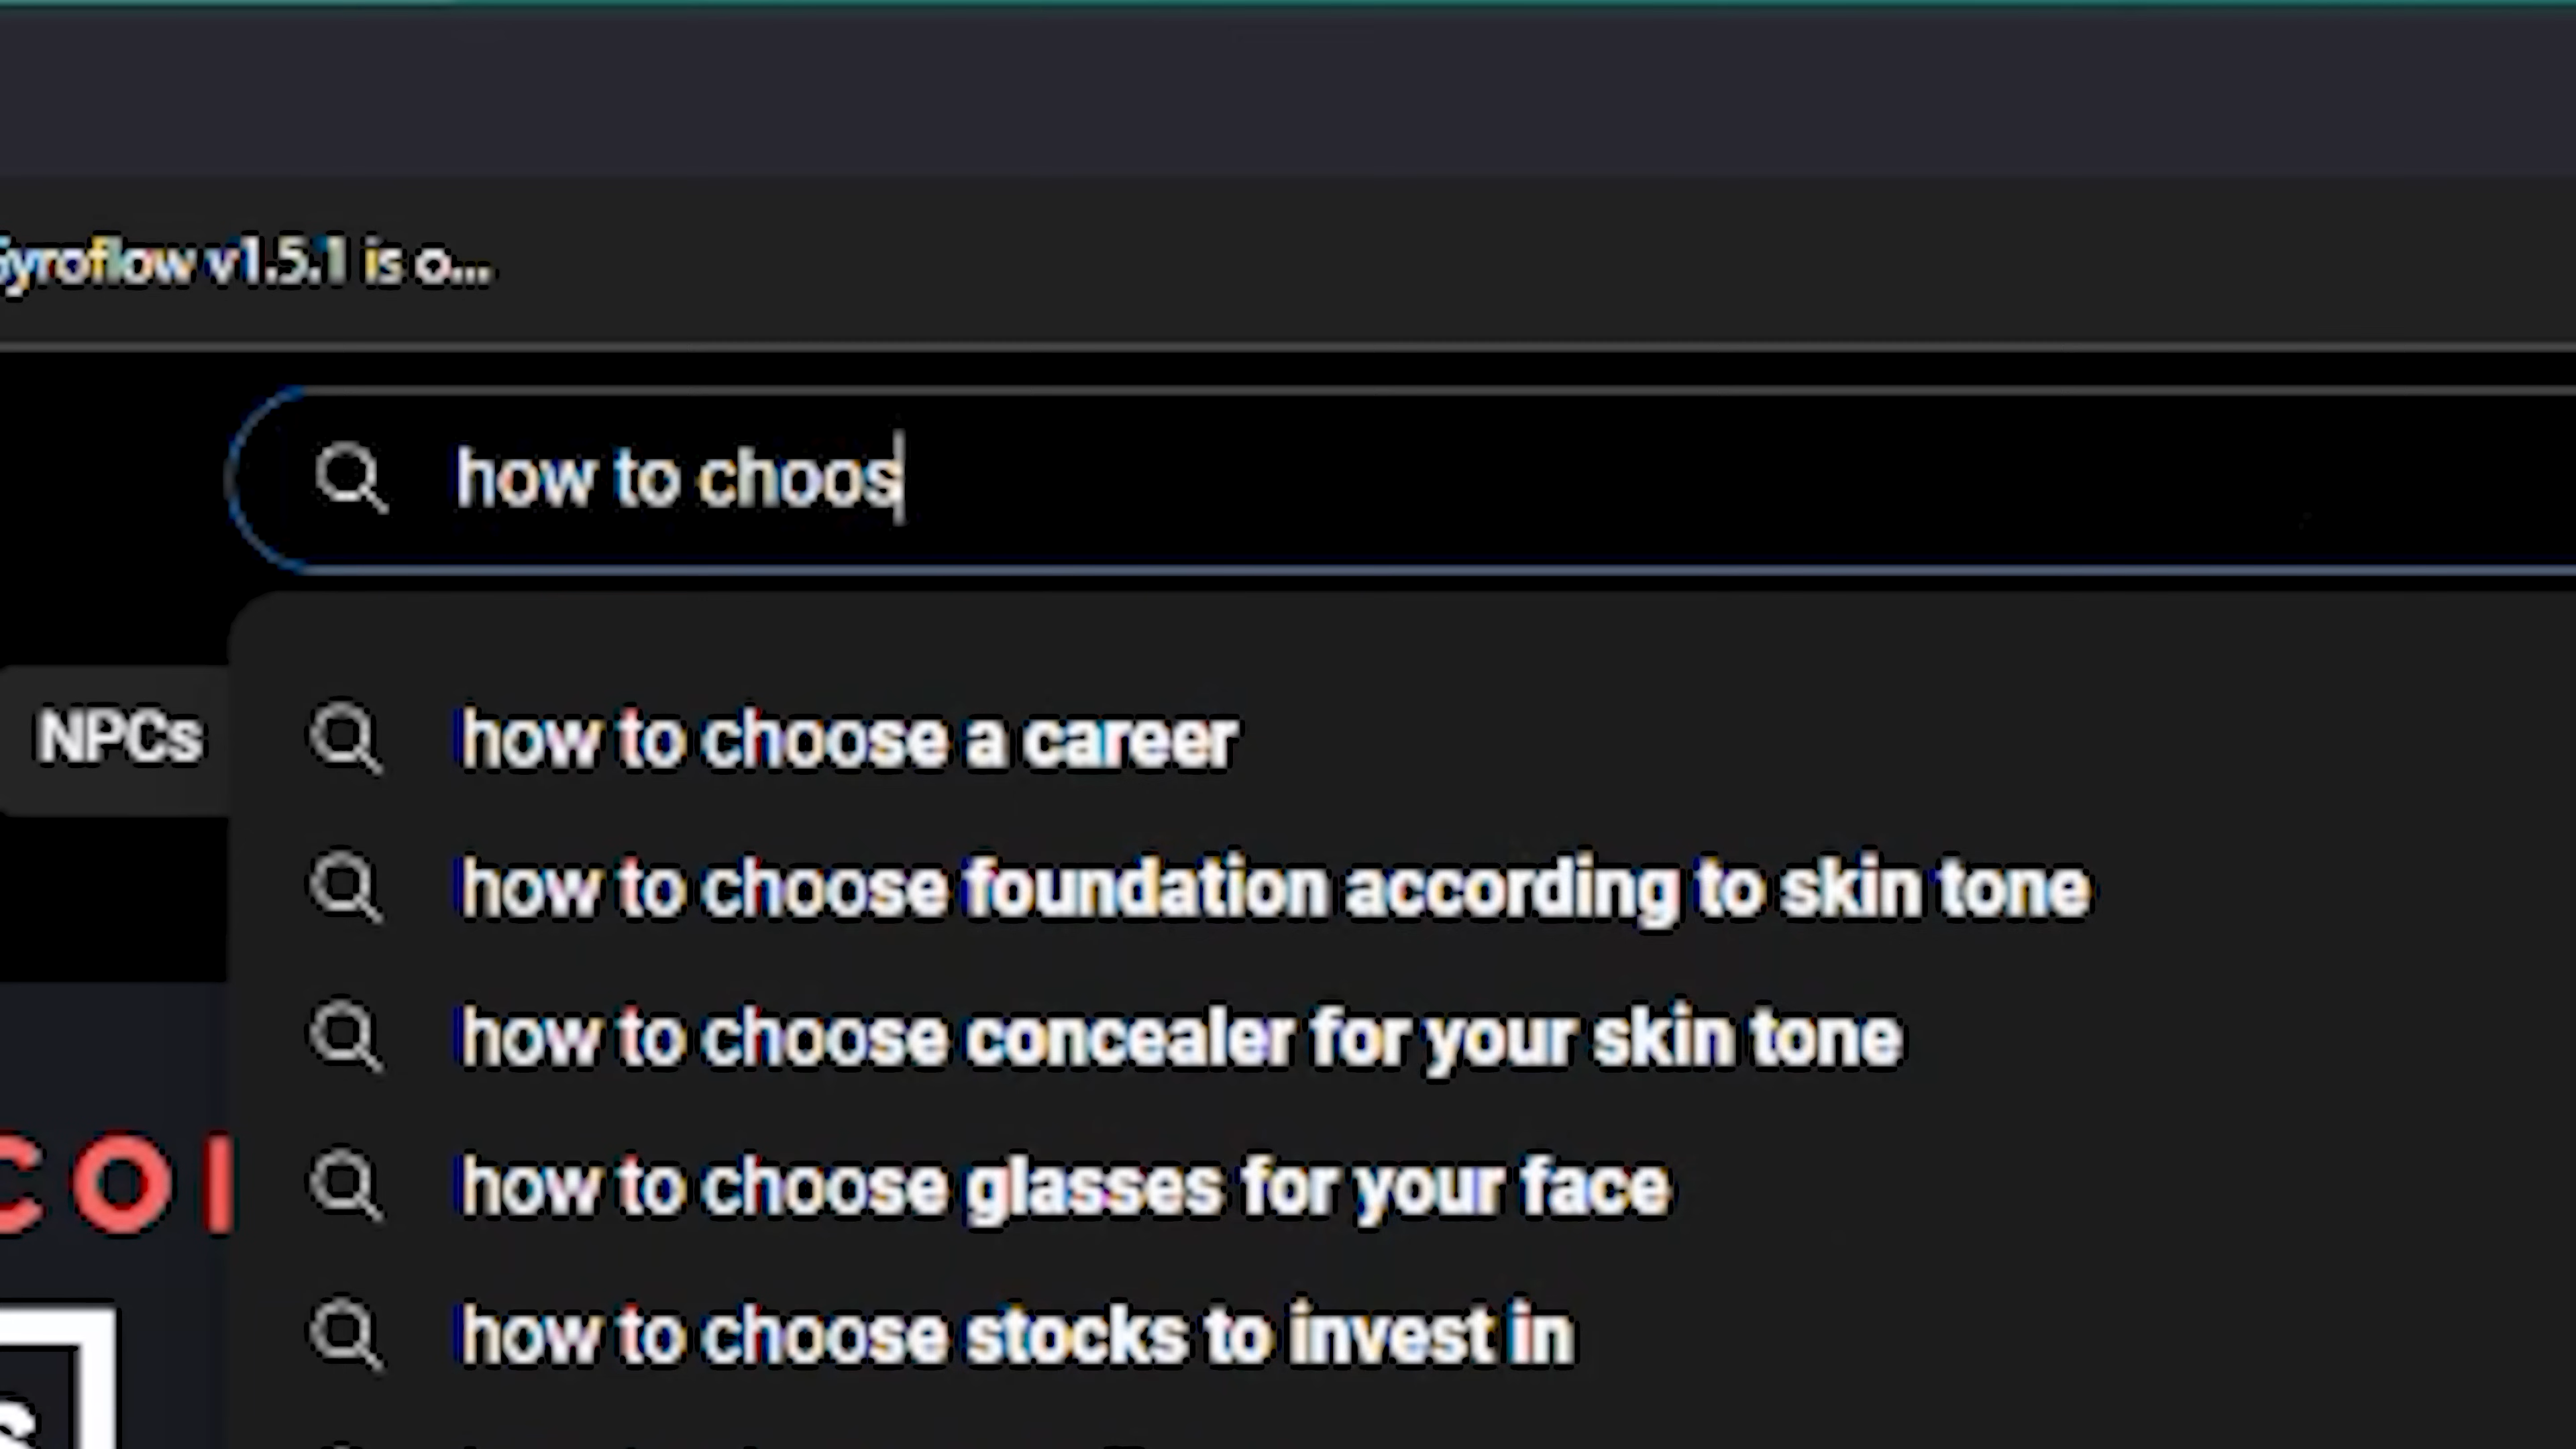 yroflow v1.5.1 is o...
how to choos
NPCs
how to choose a career
how to choose foundation according to skin tone
how to choose concealer for your skin tone
COI
how to choose glasses for your face
how to choose stocks to invest in
s